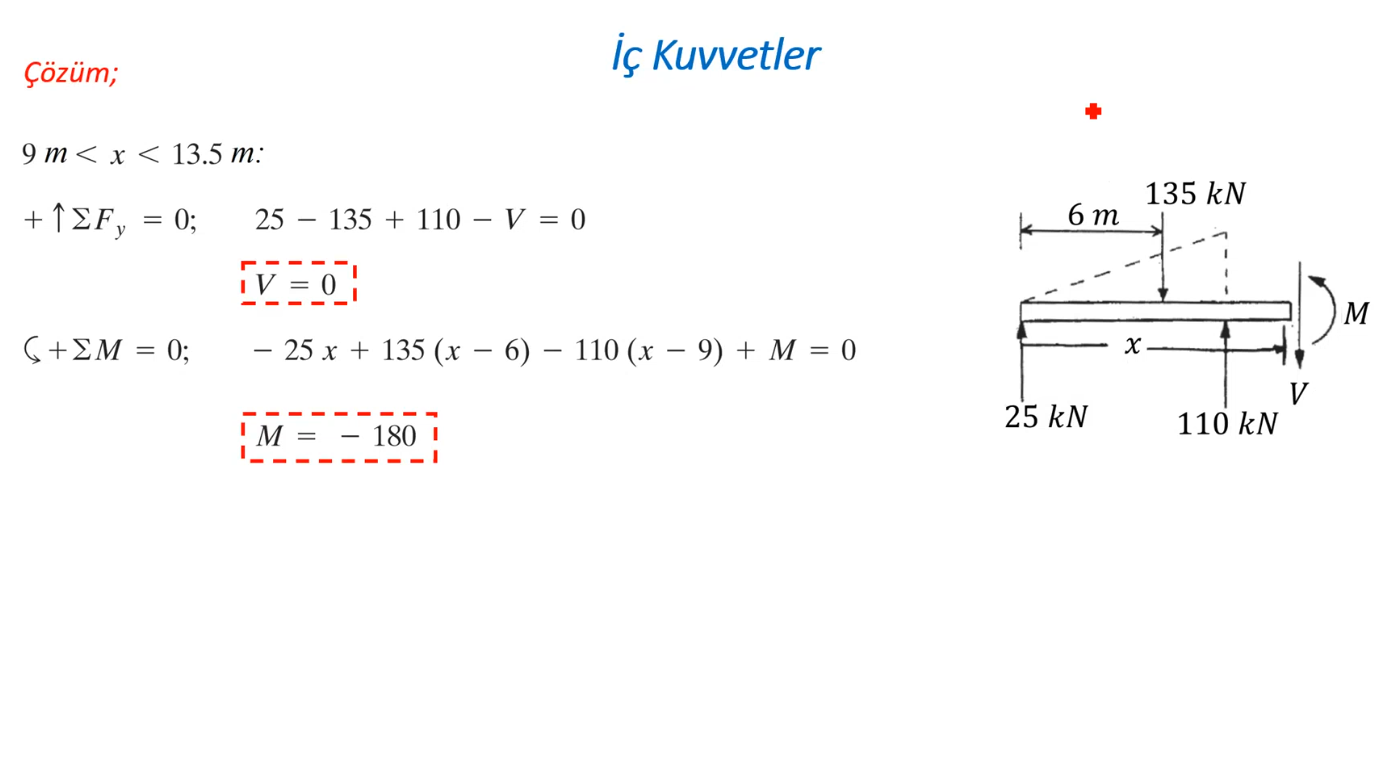 İç Kuvvetler
Çözüm;
9 m < x < 13.5 m:
+↑ΣF_y = 0; 25 − 135 + 110 − V = 0
V = 0
↺+ΣM = 0; − 25 x + 135 (x − 6) − 110 (x − 9) + M = 0
M = − 180
135 kN
6 m
M
x
V
25 kN
110 kN